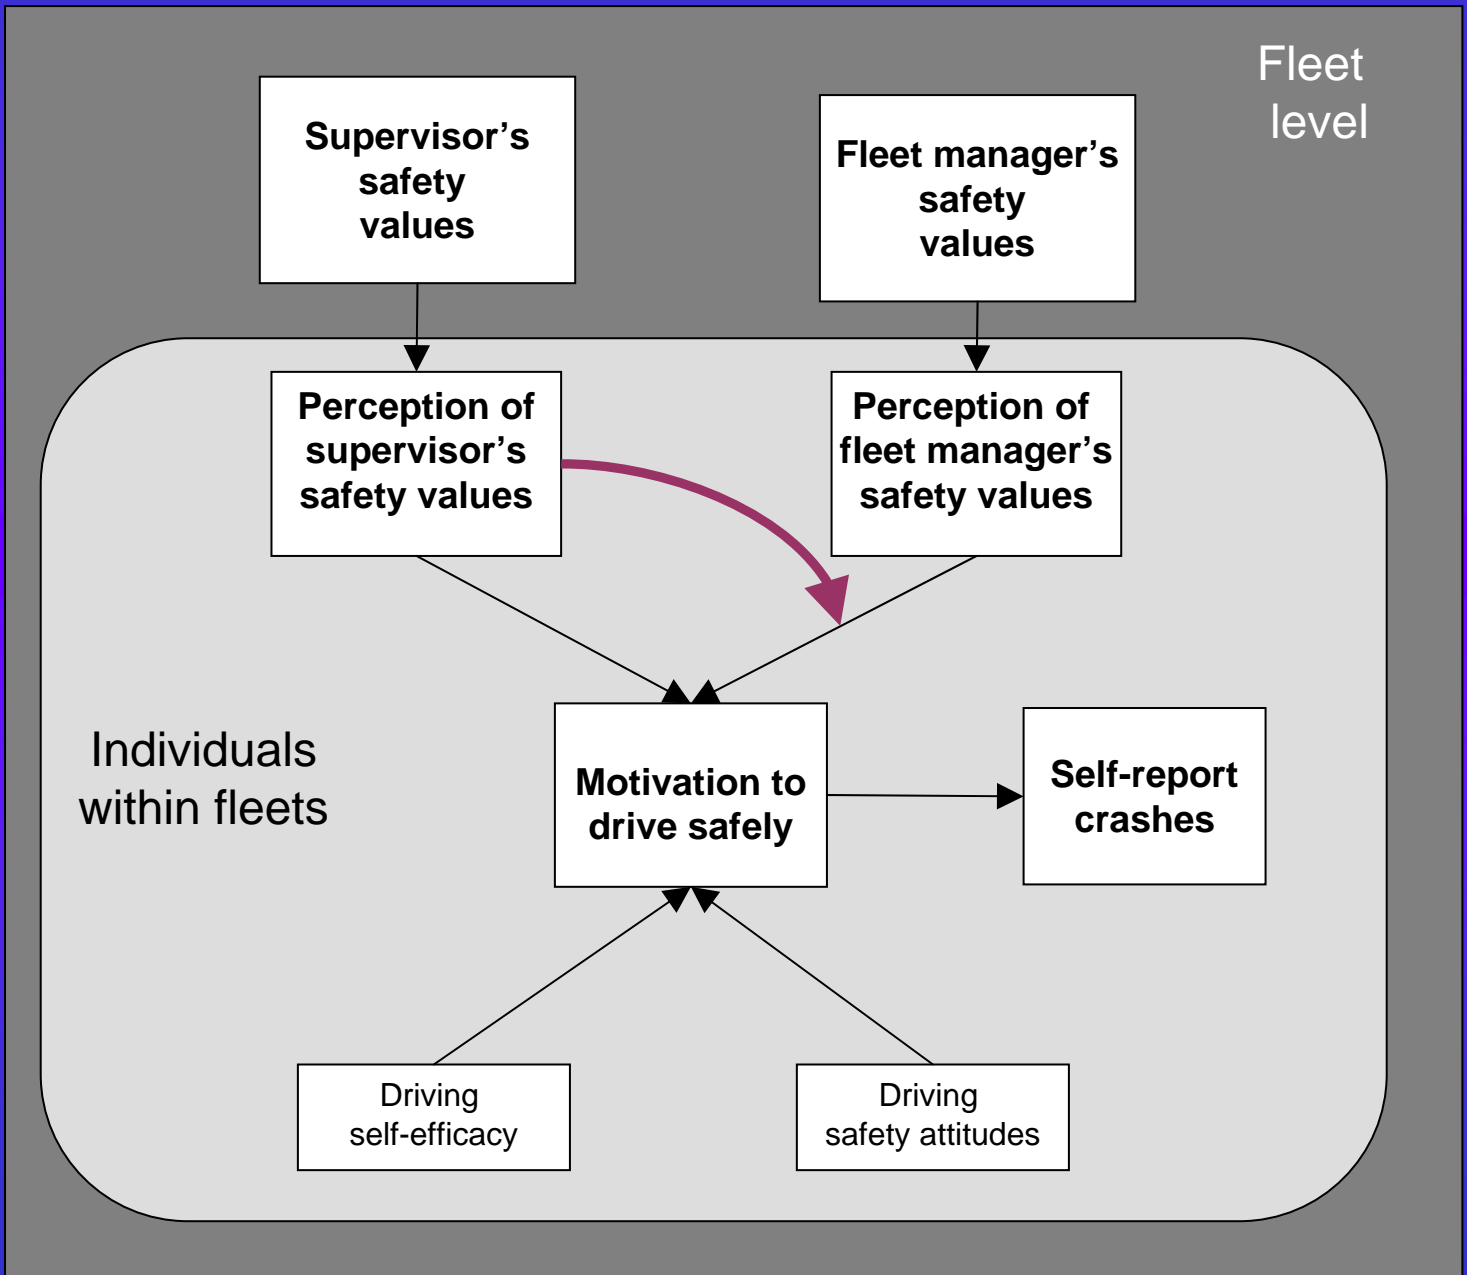 Fleet
level
Supervisor’s
safety
values
Fleet manager’s
safety
values
Perception of
supervisor’s
safety values
Perception of
fleet manager’s
safety values
Individuals
within fleets
Motivation to
drive safely
Self-report
crashes
Driving
self-efficacy
Driving
safety attitudes